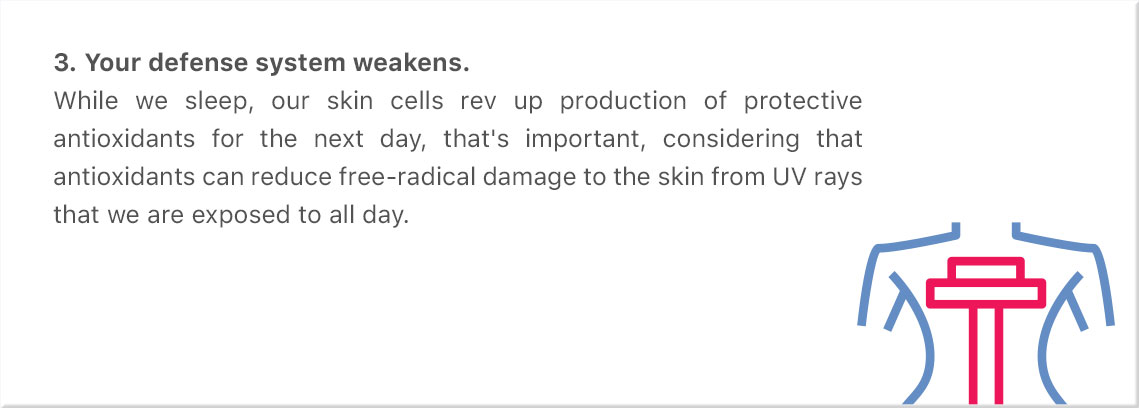 3. Your defense system weakens.
While we sleep, our skin cells rev up production of protective
antioxidants for the next day, that's important, considering that
antioxidants can reduce free-radical damage to the skin from UV rays
that we are exposed to all day.